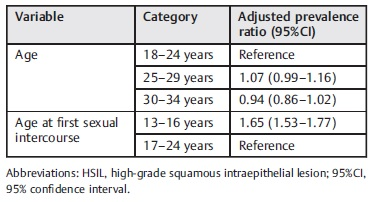 Variable Category Adjusted prevalence
ratio (95%CI)
Age 18–24 years Reference
25–29 years 1.07 (0.99–1.16)
30–34 years 0.94 (0.86–1.02)
Age at first sexual 13–16 years 1.65 (1.53–1.77)
intercourse 17–24 years Reference
Abbreviations: HSIL, high-grade squamous intraepithelial lesion; 95%CI,
95% confidence interval.